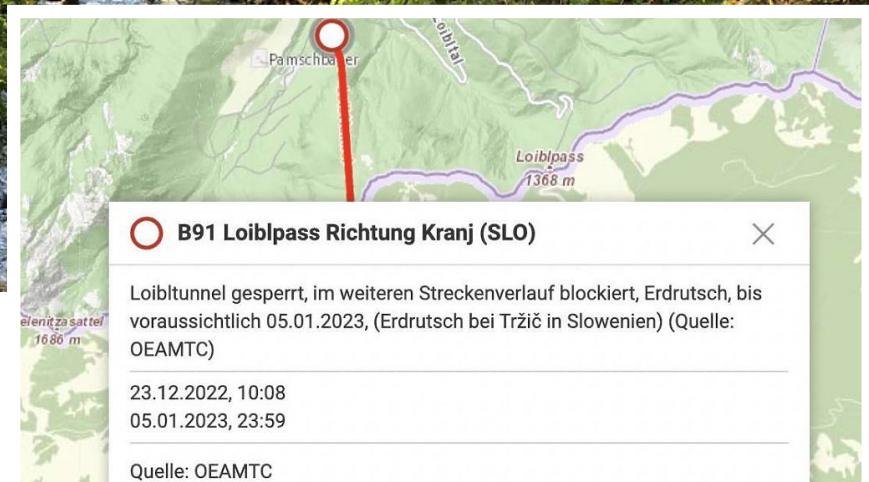 Loibltal
Pamschbauer
Loiblpass
1368 m
B91 Loiblpass Richtung Kranj (SLO)
Loibltunnel gesperrt, im weiteren Streckenverlauf blockiert, Erdrutsch, bis
voraussichtlich 05.01.2023, (Erdrutsch bei Tržič in Slowenien) (Quelle:
OEAMTC)
elenitzasattel
1686 m
23.12.2022, 10:08
05.01.2023, 23:59
Quelle: OEAMTC